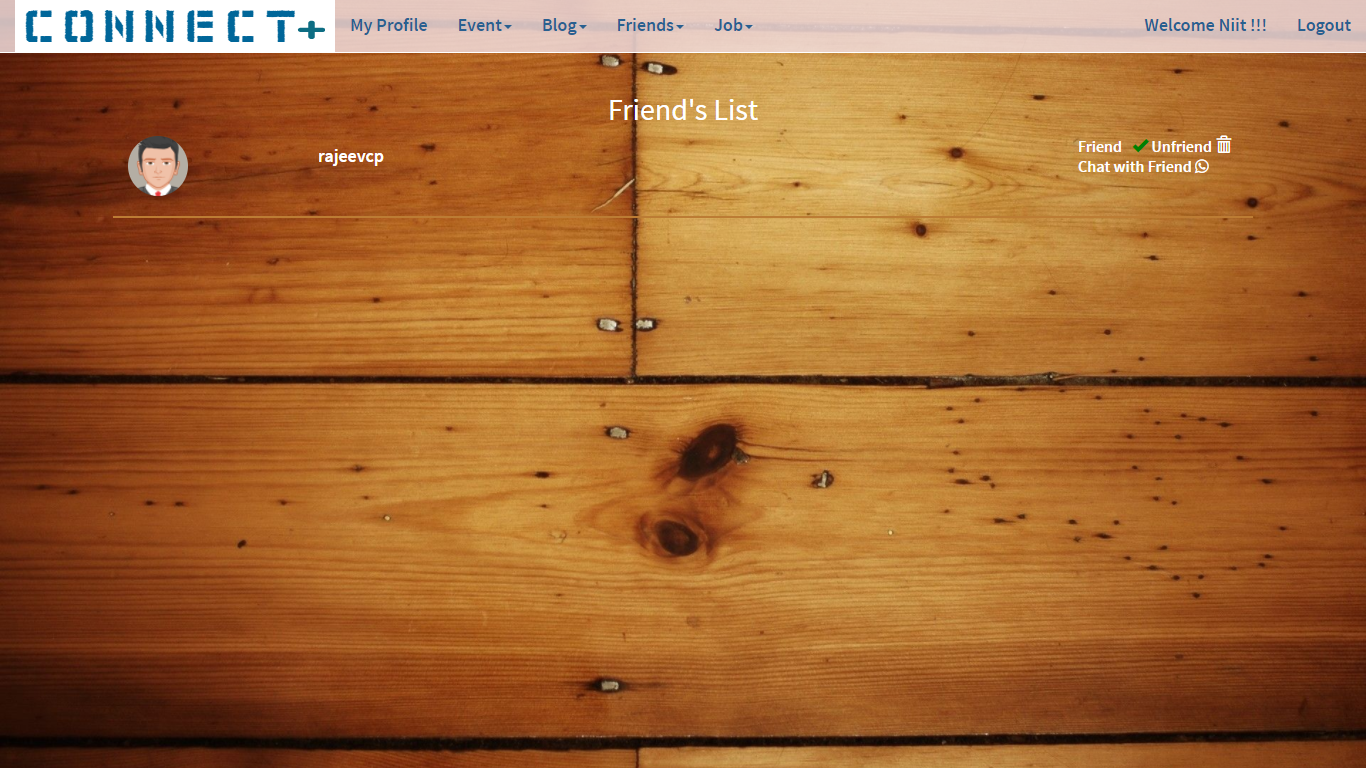 CONNECT+ My Profile Event Blog Friends Job Welcome Niit !!! Logout
Friend's List
rajeevcp Friend Unfriend
Chat with Friend